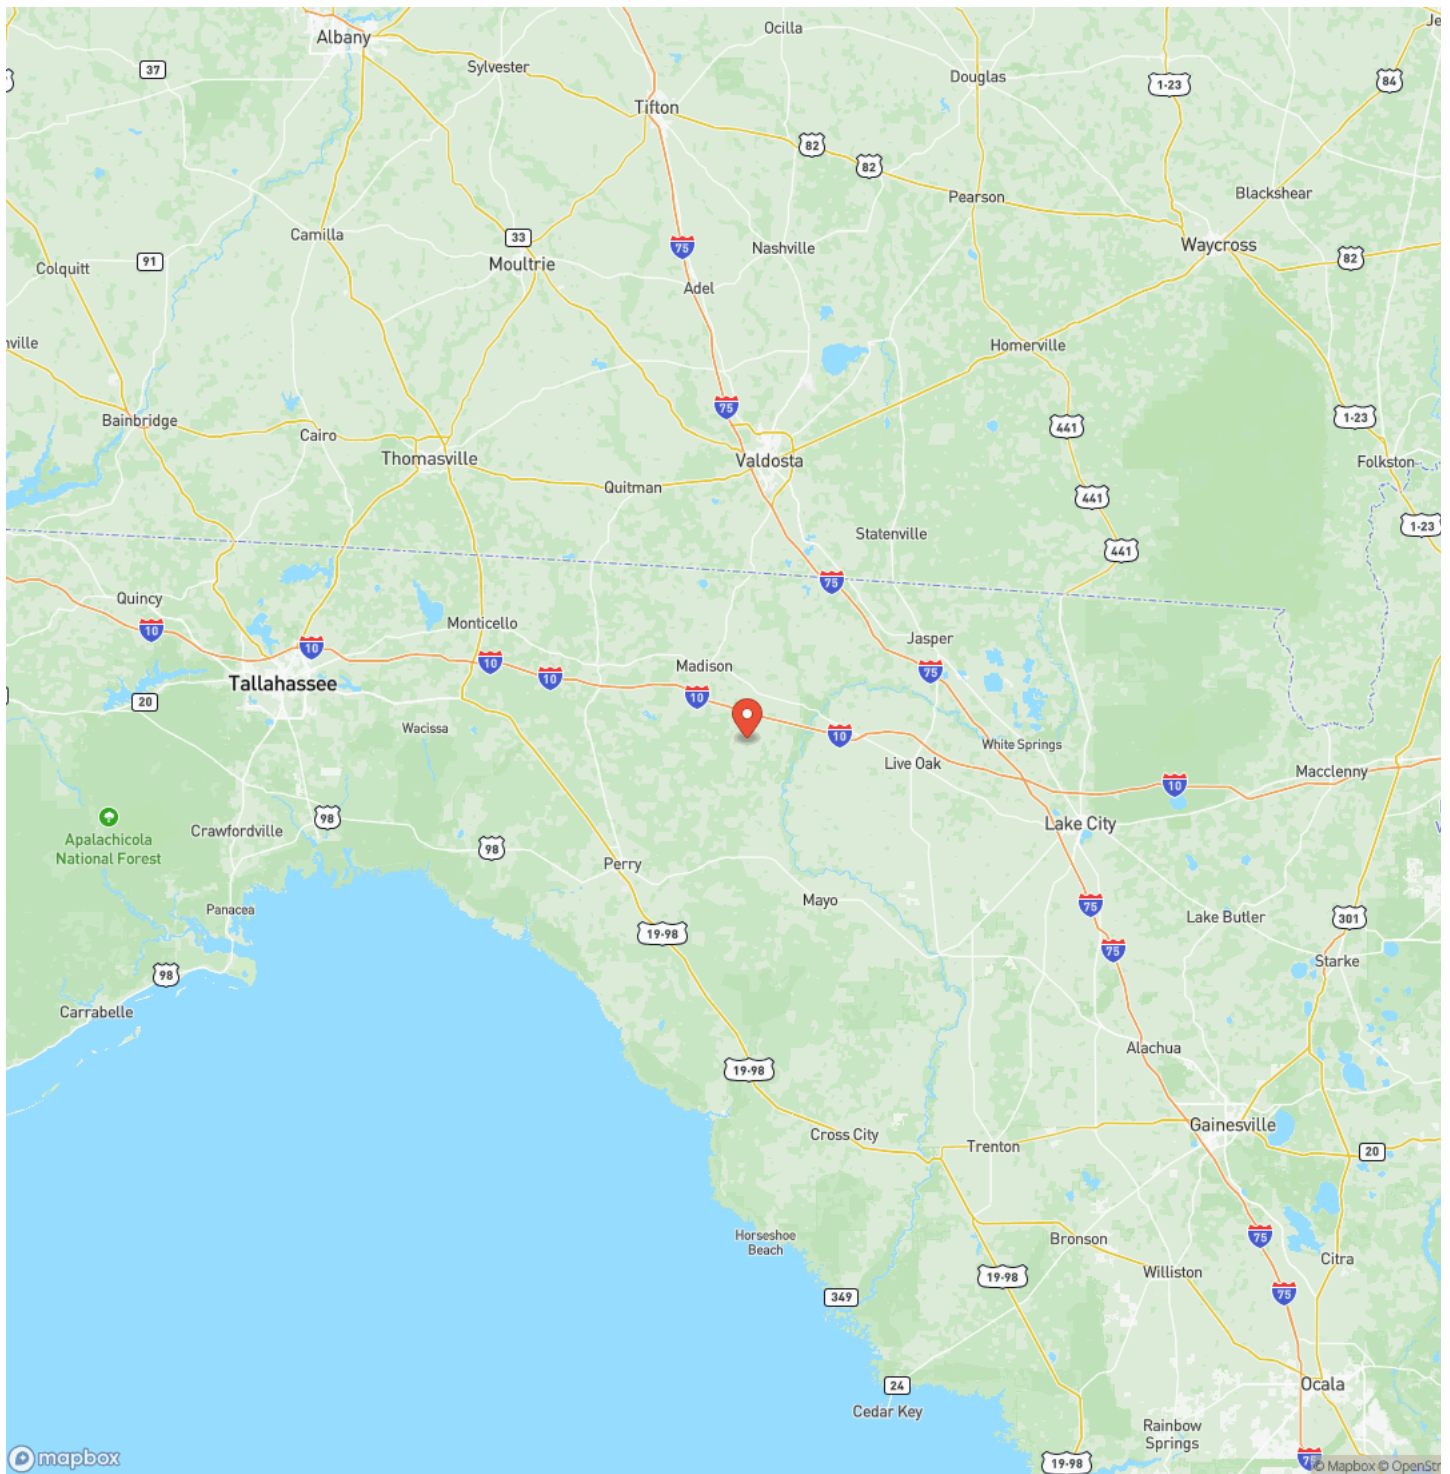 Albany
Ocilla
Je
37
Sylvester
Douglas
1-23
84
Tifton
82
82
Pearson
Blackshear
Camilla
33
75
Nashville
Waycross
91
Moultrie
82
Colquitt
Adel
nville
Homerville
75
1-23
Bainbridge
Cairo
441
Thomasville
Valdosta
Folkston
Quitman
441
1-23
Statenville
441
75
Quincy
10
Monticello
Jasper
10
10
Madison
75
10
Tallahassee
10
20
Wacissa
White Springs
10
Live Oak
Macclenny
10
98
Apalachicola
National Forest
Crawfordville
98
Lake City
Perry
Mayo
75
Panacea
Lake Butler
301
19-98
75
Starke
98
Carrabelle
Alachua
19-98
Cross City
Gainesville
Trenton
20
Horseshoe
Beach
Bronson
75
Citra
19-98
Williston
349
75
24
Ocala
Cedar Key
Rainbow
Springs
mapbox
19-98
75
© Mapbox © OpenStr